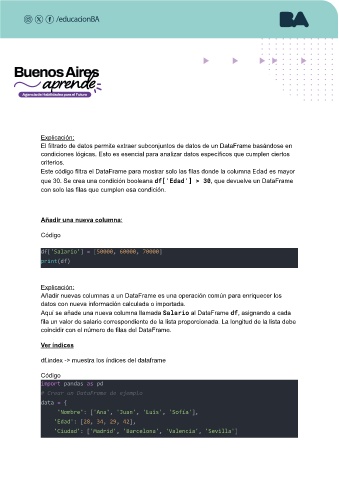 /educacionBA
BA
Buenos Aires
aprende
Agencia de Habilidades para el Futuro
Explicación:
El filtrado de datos permite extraer subconjuntos de datos de un DataFrame basándose en
condiciones lógicas. Esto es esencial para analizar datos específicos que cumplen ciertos
criterios.
Este código filtra el DataFrame para mostrar solo las filas donde la columna Edad es mayor
que 30. Se crea una condición booleana df['Edad'] > 30, que devuelve un DataFrame
con solo las filas que cumplen esa condición.
Añadir una nueva columna:
Código
df['Salario'] = [50000, 60000, 70000]
print(df)
Explicación:
Añadir nuevas columnas a un DataFrame es una operación común para enriquecer los
datos con nueva información calculada o importada.
Aquí se añade una nueva columna llamada Salario al DataFrame df, asignando a cada
fila un valor de salario correspondiente de la lista proporcionada. La longitud de la lista debe
coincidir con el número de filas del DataFrame.
Ver índices
df.index -> muestra los índices del dataframe
Código
import pandas as pd
# Crear un DataFrame de ejemplo
data = {
'Nombre': ['Ana', 'Juan', 'Luis', 'Sofía'],
'Edad': [28, 34, 29, 42],
'Ciudad': ['Madrid', 'Barcelona', 'Valencia', 'Sevilla']